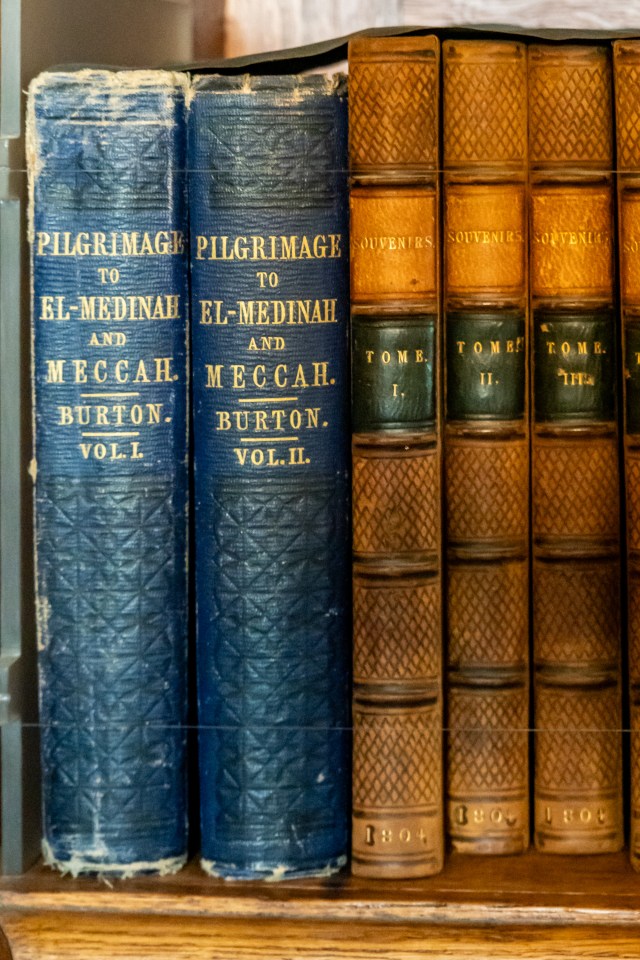 PILGRIMAGE
TO
EL-MEDINAH
AND
MECCAH.
BURTON.
VOL. I.
PILGRIMAGE
TO
EL-MEDINAH
AND
MECCAH.
BURTON.
VOL. II.
SOUVENIRS.
TOME.
I.
1804
SOUVENIRS.
TOME.
II.
1804
SOUVENIRS.
TOME.
III.
1804